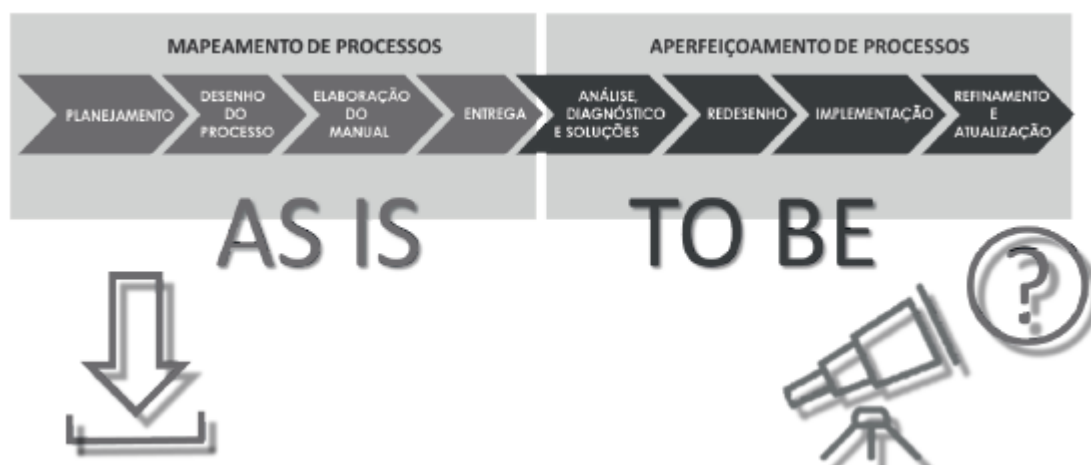 MAPEAMENTO DE PROCESSOS
PLANEJAMENTO
DESENHO
DO
PROCESSO
ELABORAÇÃO
DO
MANUAL
ENTREGA
APERFEIÇOAMENTO DE PROCESSOS
ANÁLISE,
DIAGNÓSTICO
E SOLUÇÕES
REDESENHO
IMPLEMENTAÇÃO
REFINAMENTO
E
ATUALIZAÇÃO
AS IS
TO BE
?